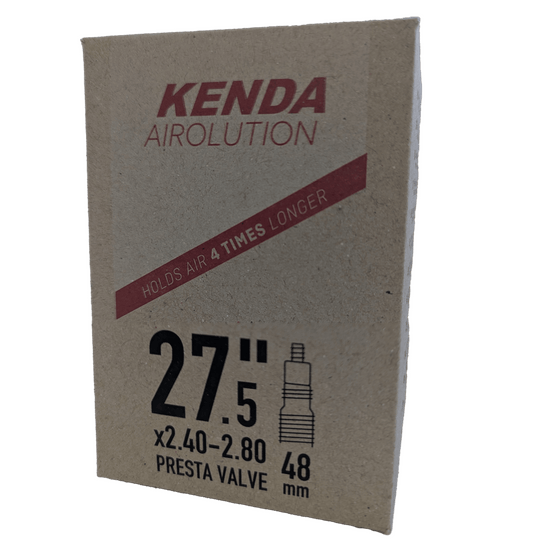 KENDA
AIROLUTION
HOLDS AIR 4 TIMES LONGER
27.5"
x2.40-2.80
PRESTA VALVE
48
mm